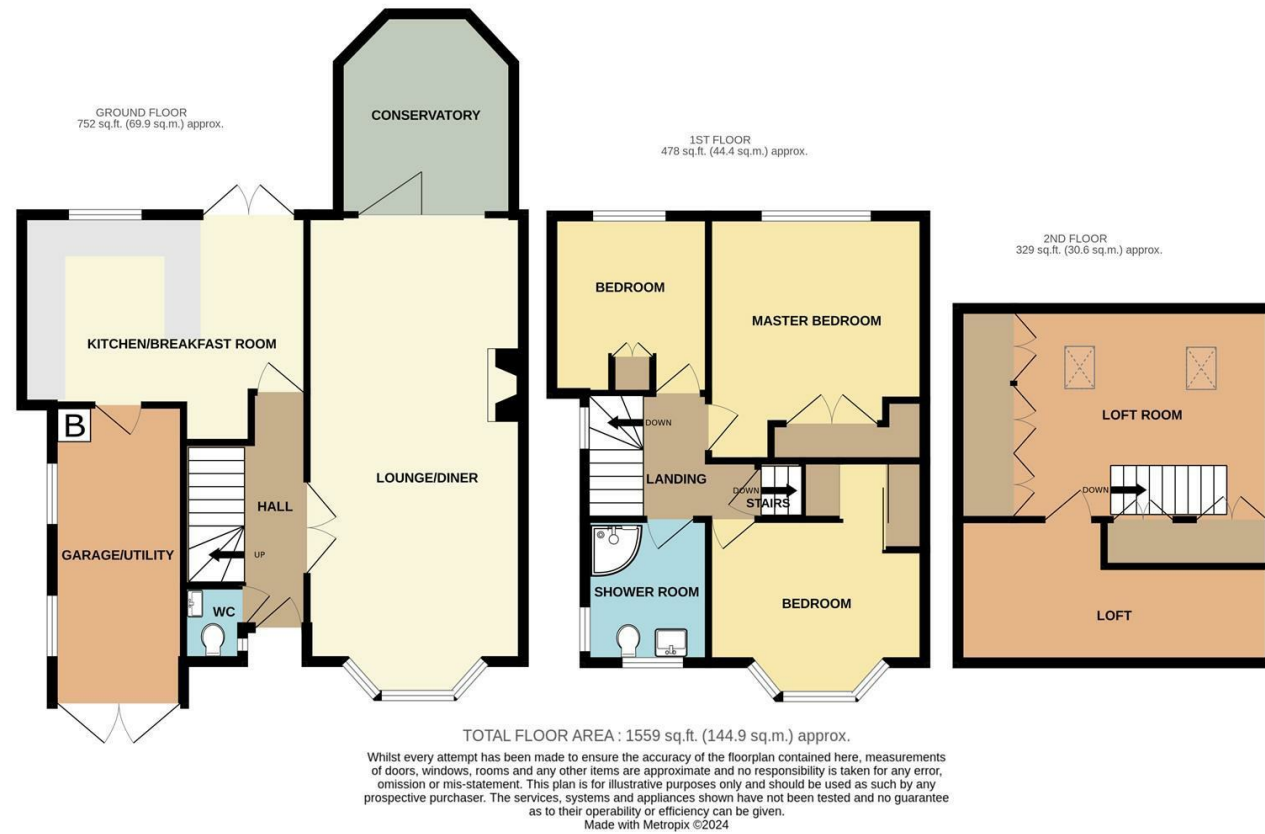 GROUND FLOOR
752 sq.ft. (69.9 sq.m.) approx.
CONSERVATORY
KITCHEN/BREAKFAST ROOM
B
LOUNGE/DINER
HALL
UP
GARAGE/UTILITY
WC
1ST FLOOR
478 sq.ft. (44.4 sq.m.) approx.
BEDROOM
MASTER BEDROOM
DOWN
LANDING
DOWN
STAIRS
SHOWER ROOM
BEDROOM
2ND FLOOR
329 sq.ft. (30.6 sq.m.) approx.
LOFT ROOM
DOWN
LOFT
TOTAL FLOOR AREA : 1559 sq.ft. (144.9 sq.m.) approx.
Whilst every attempt has been made to ensure the accuracy of the floorplan contained here, measurements
of doors, windows, rooms and any other items are approximate and no responsibility is taken for any error,
omission or mis-statement. This plan is for illustrative purposes only and should be used as such by any
prospective purchaser. The services, systems and appliances shown have not been tested and no guarantee
as to their operability or efficiency can be given.
Made with Metropix ©2024